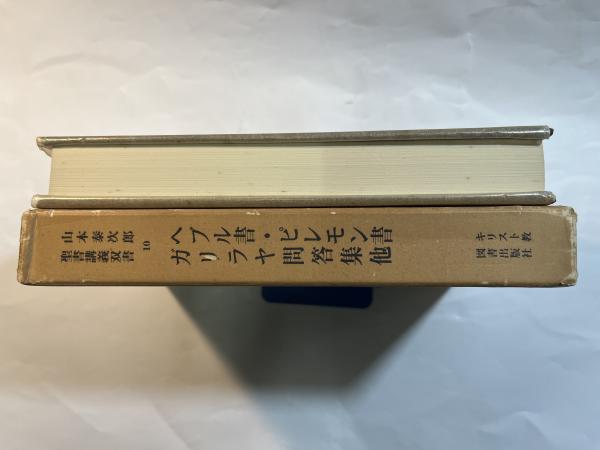 山本泰次郎
聖書講義双書 10
ヘブル書・ピレモン書
ガリラヤ問答集 他
キリスト教
図書出版社